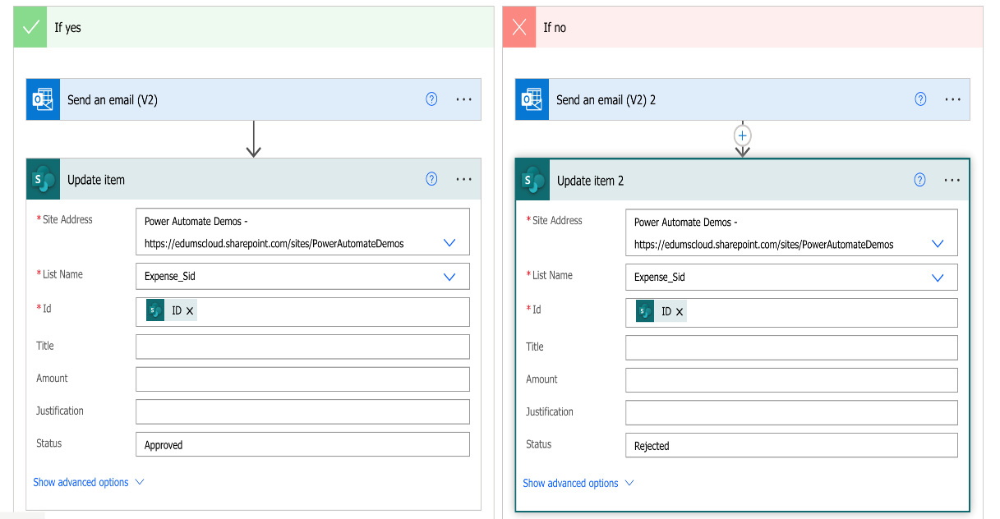 If yes
Send an email (V2)
Update item
* Site Address
Power Automate Demos -
https://edumscloud.sharepoint.com/sites/PowerAutomateDemos
* List Name
Expense_Sid
* Id
S
ID X
Title
Amount
Justification
Status
Approved
Show advanced options
If no
Send an email (V2) 2
Update item 2
* Site Address
Power Automate Demos -
https://edumscloud.sharepoint.com/sites/PowerAutomateDemos
* List Name
Expense_Sid
* Id
S
ID X
Title
Amount
Justification
Status
Rejected
Show advanced options